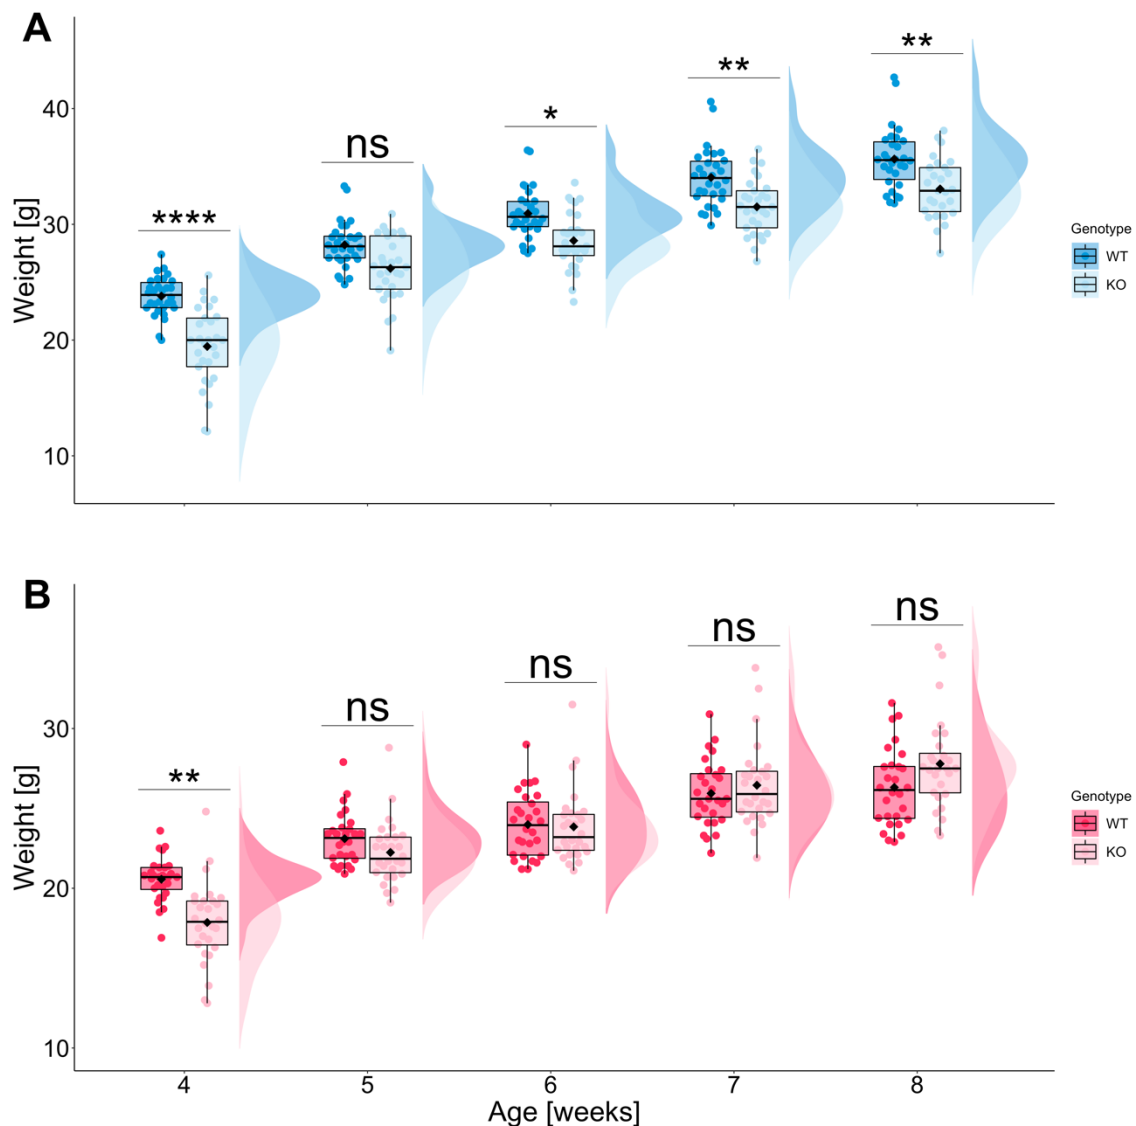 A
Weight [g]
40
30
20
10
****
ns
*
**
**
Genotype
WT
KO
B
Weight [g]
30
20
10
**
ns
ns
ns
ns
Genotype
WT
KO
4 5 6 7 8
Age [weeks]